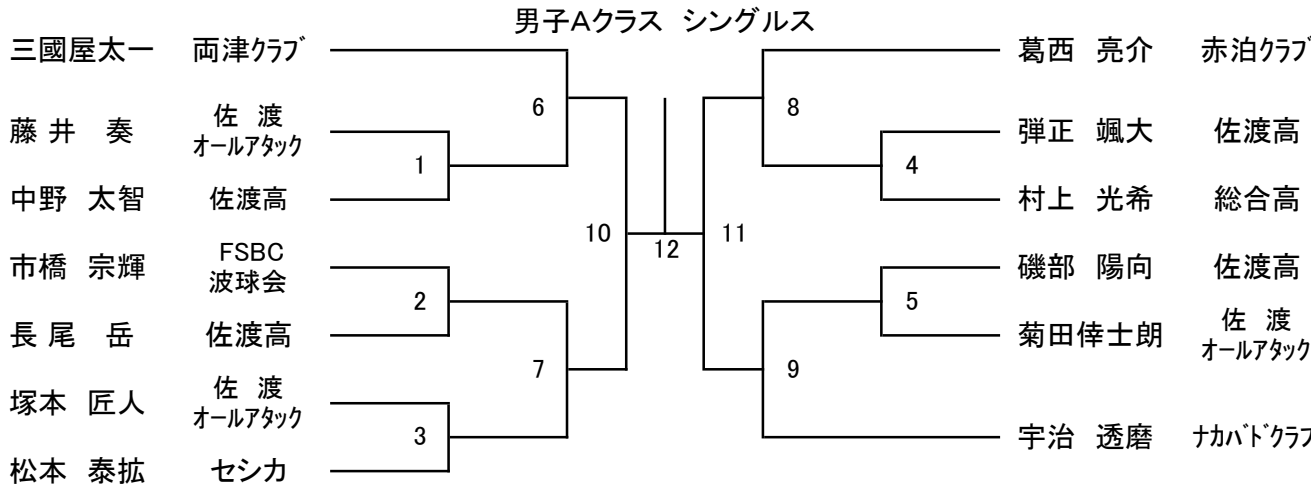 男子Aクラス シングルス
三國屋太一 両津クラブ
藤井 奏 佐 渡
オールアタック
中野 太智 佐渡高
市橋 宗輝 FSBC
波球会
長尾 岳 佐渡高
塚本 匠人 佐 渡
オールアタック
松本 泰拡 セシカ
6
1
2
7
3
10
12
11
8
4
5
9
葛西 亮介 赤泊クラブ
弾正 颯大 佐渡高
村上 光希 総合高
磯部 陽向 佐渡高
菊田倖士朗 佐 渡
オールアタック
宇治 透磨 ナカバドクラブ